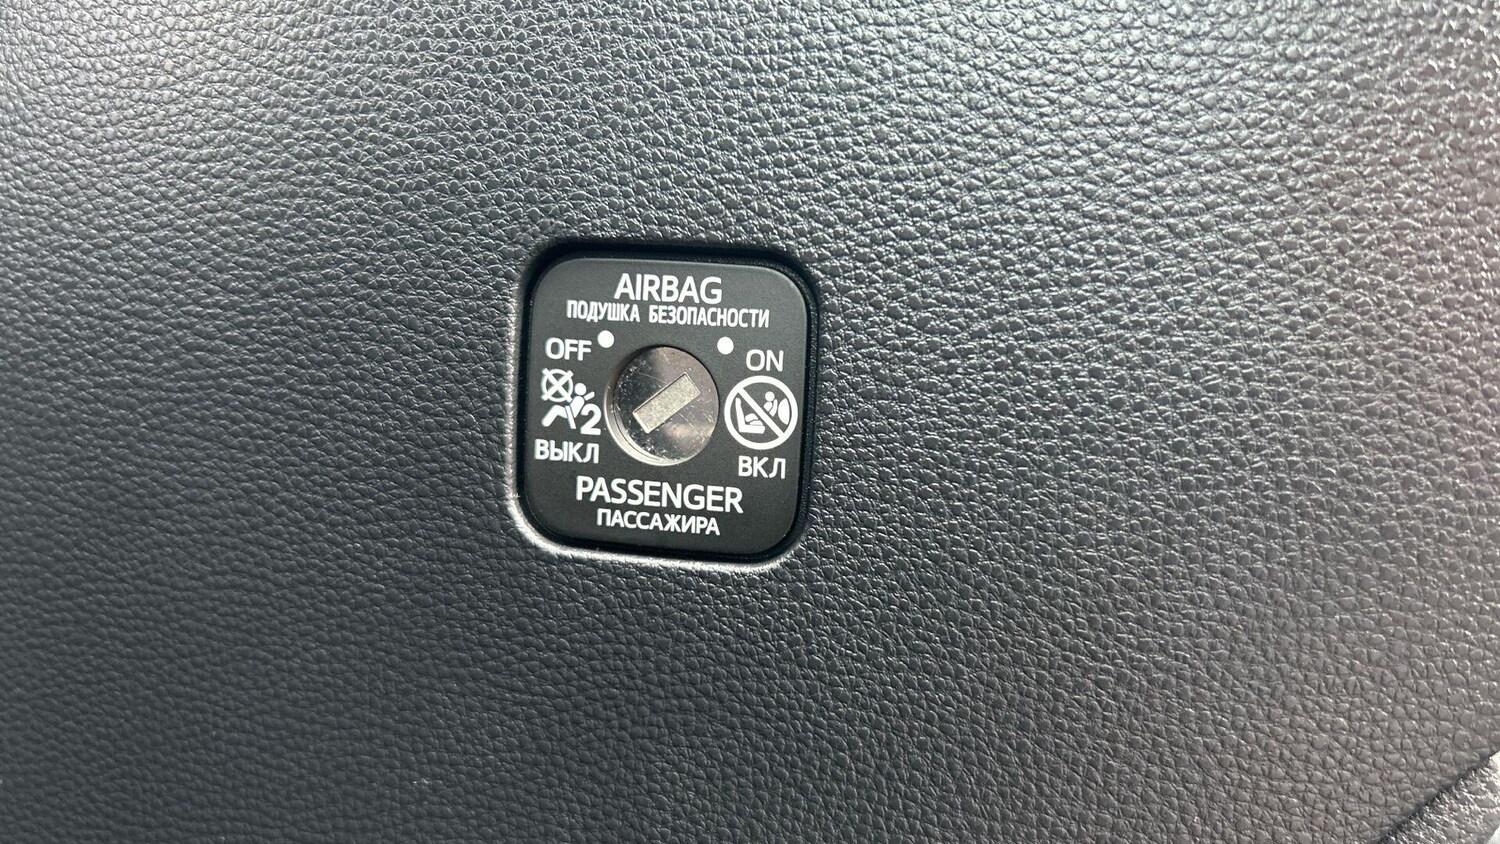 AIRBAG
ПОДУШКА БЕЗОПАСНОСТИ
OFF
ON
2
ВЫКЛ
ВКЛ
PASSENGER
ПАССАЖИРА